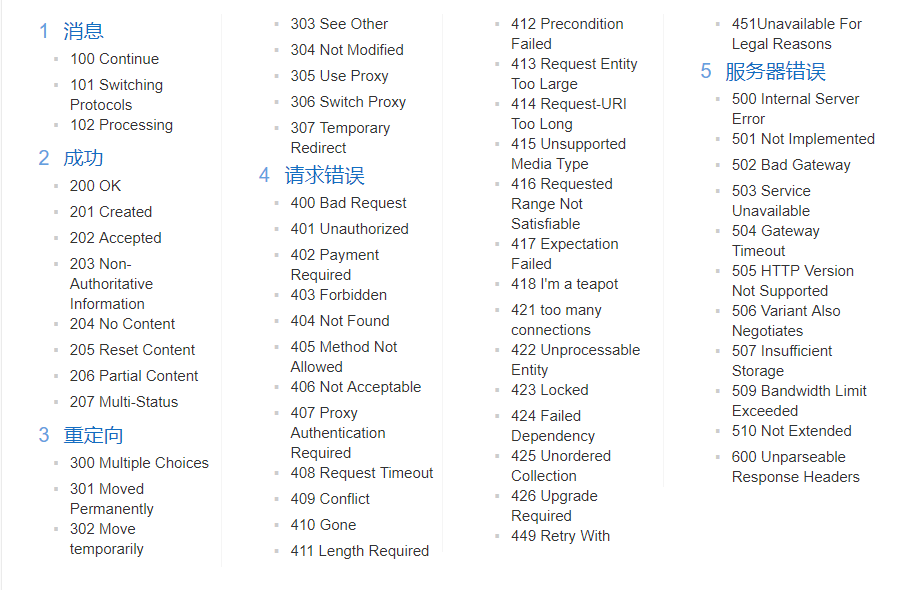 1 消息
100 Continue
101 Switching
Protocols
102 Processing
2 成功
200 OK
201 Created
202 Accepted
203 Non-
Authoritative
Information
204 No Content
205 Reset Content
206 Partial Content
207 Multi-Status
3 重定向
300 Multiple Choices
301 Moved
Permanently
302 Move
temporarily
303 See Other
304 Not Modified
305 Use Proxy
306 Switch Proxy
307 Temporary
Redirect
4 请求错误
400 Bad Request
401 Unauthorized
402 Payment
Required
403 Forbidden
404 Not Found
405 Method Not
Allowed
406 Not Acceptable
407 Proxy
Authentication
Required
408 Request Timeout
409 Conflict
410 Gone
411 Length Required
412 Precondition
Failed
413 Request Entity
Too Large
414 Request-URI
Too Long
415 Unsupported
Media Type
416 Requested
Range Not
Satisfiable
417 Expectation
Failed
418 I'm a teapot
421 too many
connections
422 Unprocessable
Entity
423 Locked
424 Failed
Dependency
425 Unordered
Collection
426 Upgrade
Required
449 Retry With
451Unavailable For
Legal Reasons
5 服务器错误
500 Internal Server
Error
501 Not Implemented
502 Bad Gateway
503 Service
Unavailable
504 Gateway
Timeout
505 HTTP Version
Not Supported
506 Variant Also
Negotiates
507 Insufficient
Storage
509 Bandwidth Limit
Exceeded
510 Not Extended
600 Unparseable
Response Headers